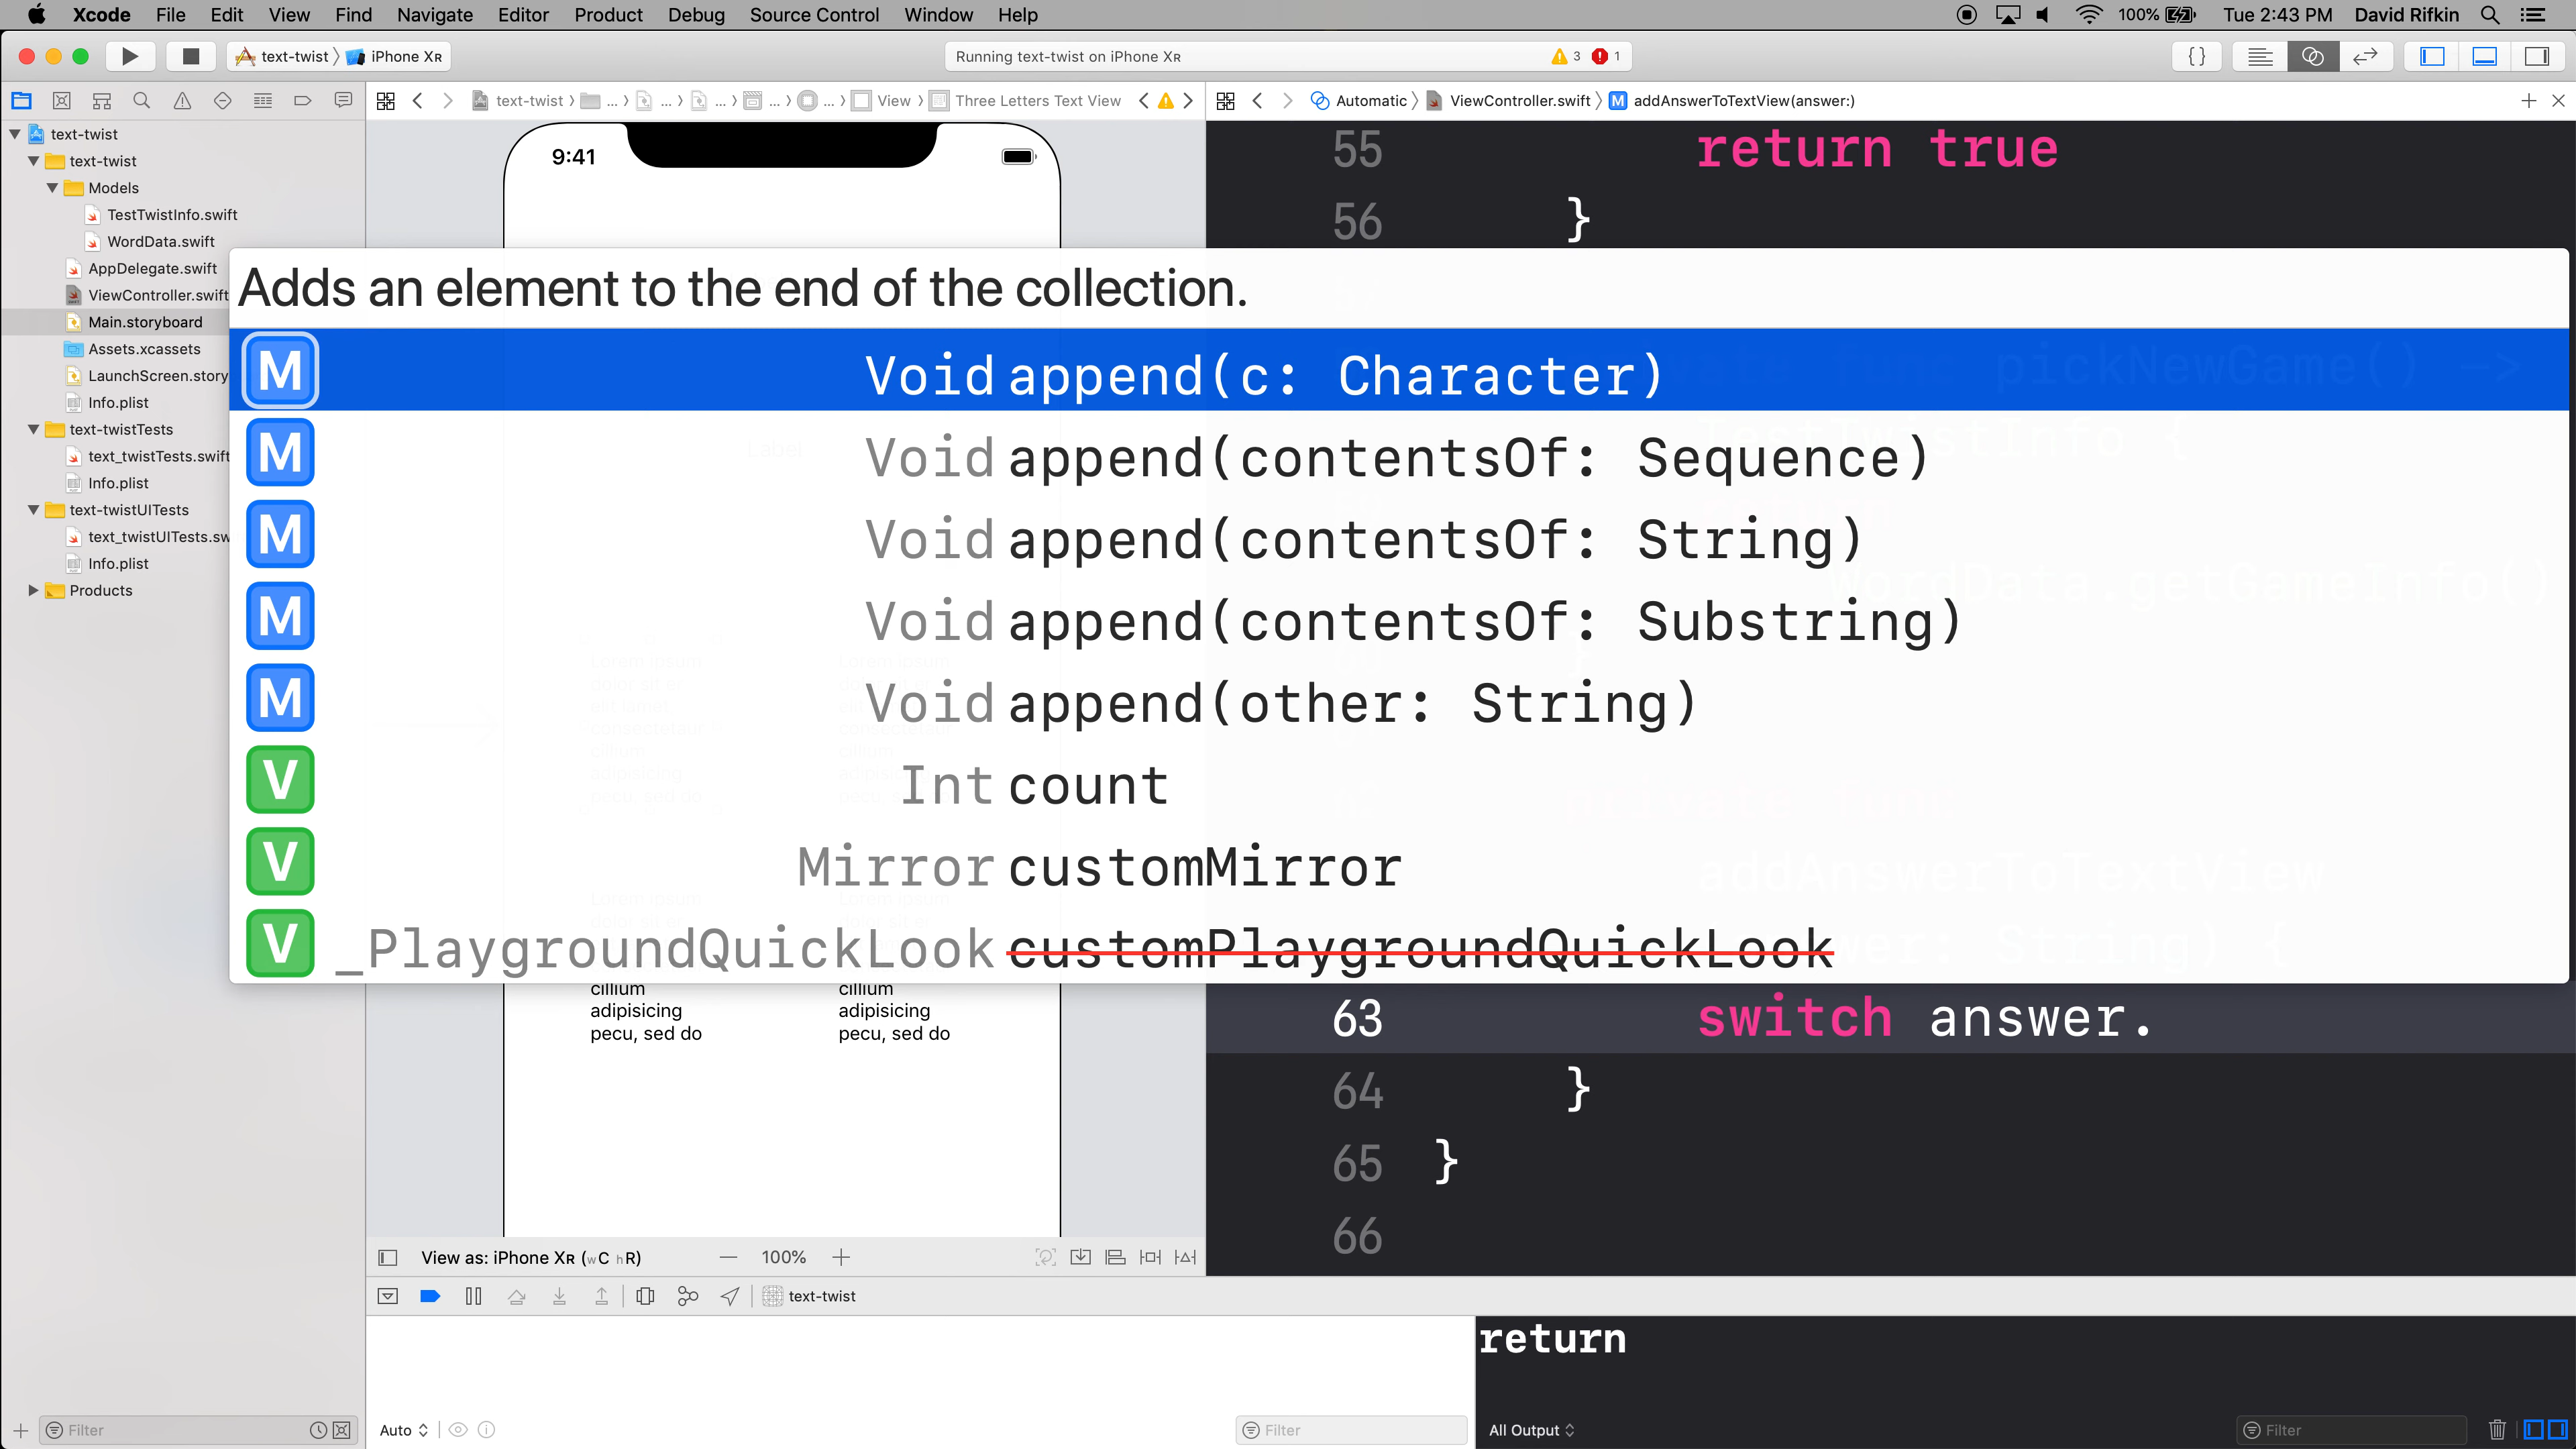 Xcode File Edit View Find Navigate Editor Product Debug Source Control Window Help 100% Tue 2:43 PM David Rifkin
text-twist iPhone XR Running text-twist on iPhone XR 3 1 { }
text-twist ... ... ... ... ... View Three Letters Text View Automatic ViewController.swift M addAnswerToTextView(answer:)
text-twist
text-twist
Models
TestTwistInfo.swift
WordData.swift
AppDelegate.swift
ViewController.swift
Main.storyboard
Assets.xcassets
LaunchScreen.story
Info.plist
text-twistTests
text_twistTests.swift
Info.plist
text-twistUITests
text_twistUITests.sw
Info.plist
Products
9:41
55 return true
56 }
Adds an element to the end of the collection.
M Void append(c: Character)
M Void append(contentsOf: Sequence)
M Void append(contentsOf: String)
M Void append(contentsOf: Substring)
M Void append(other: String)
V Int count
V Mirror customMirror
V _PlaygroundQuickLook customPlaygroundQuickLook
pickNewGame() ->
WordData.getGameInfo()
addAnswerToTextView
String) {
Label
cillium
adipisicing
pecu, sed do
cillium
adipisicing
pecu, sed do
63 switch answer.
64 }
65 }
66
View as: iPhone XR (wC hR) — 100% +
text-twist
return
Filter Auto Filter All Output Filter